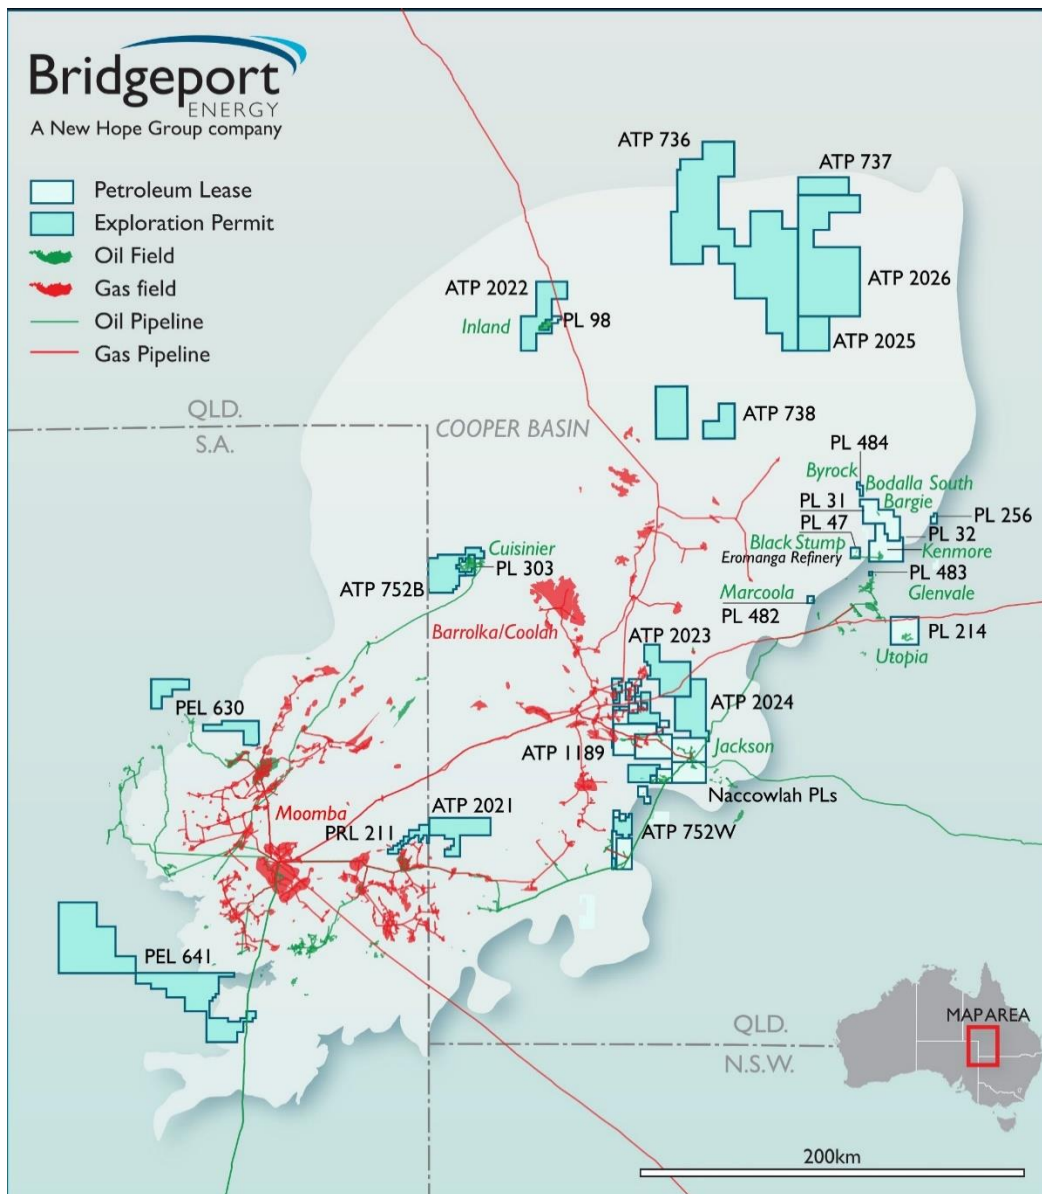 Bridgeport
ENERGY
A New Hope Group company
Petroleum Lease
Exploration Permit
Oil Field
Gas field
Oil Pipeline
Gas Pipeline
ATP 736
ATP 737
ATP 2022
ATP 2026
Inland
PL 98
ATP 2025
QLD.
S.A.
COOPER BASIN
ATP 738
PL 484
Byrock
Bodalla South
PL 31
Bargie
PL 256
PL 47
PL 32
Black Stump
Kenmore
Eromanga Refinery
Cuisinier
PL 303
PL 483
ATP 752B
Marcoola
Glenvale
PL 482
Barrolka/Coolah
ATP 2023
PL 214
Utopia
PEL 630
ATP 2024
ATP 1189
Jackson
Naccowlah PLs
Moomba
ATP 2021
PRL 211
ATP 752W
PEL 641
MAP AREA
QLD.
N.S.W.
200km